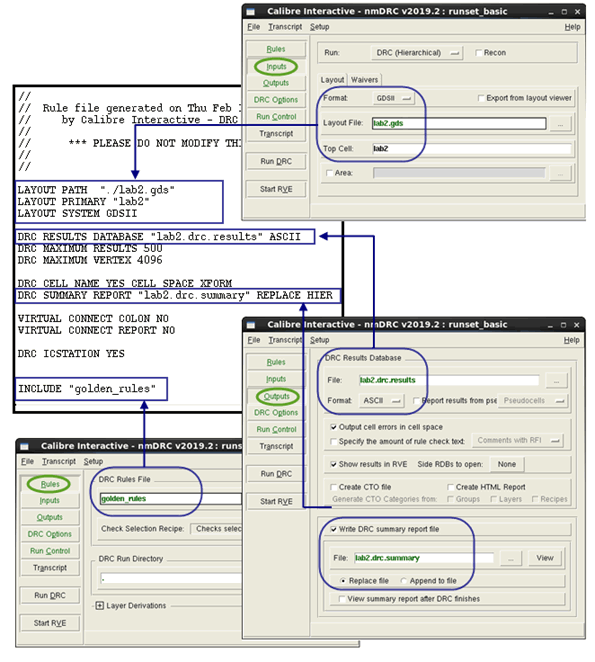 Calibre Interactive - nmDRC v2019.2 : runset_basic
File Transcript Setup Help
Rules
Inputs
Outputs
DRC Options
Run Control
Transcript
Run DRC
Start RVE
Run: DRC (Hierarchical) Recon
Layout Waivers
Format: GDSII Export from layout viewer
Layout File: lab2.gds ...
Top Cell: lab2
Area: ...
//
// Rule file generated on Thu Feb
// by Calibre Interactive - DRC
//
// *** PLEASE DO NOT MODIFY
//
//
LAYOUT PATH "./lab2.gds"
LAYOUT PRIMARY "lab2"
LAYOUT SYSTEM GDSII
DRC RESULTS DATABASE "lab2.drc.results" ASCII
DRC MAXIMUM RESULTS 500
DRC MAXIMUM VERTEX 4096
DRC CELL NAME YES CELL SPACE XFORM
DRC SUMMARY REPORT "lab2.drc.summary" REPLACE HIER
VIRTUAL CONNECT COLON NO
VIRTUAL CONNECT REPORT NO
DRC ICSTATION YES
INCLUDE "golden_rules"
Calibre Interactive - nmDRC v2019.2 : runset_basic
File Transcript Setup Help
Rules
Inputs
Outputs
DRC Options
Run Control
Transcript
Run DRC
Start RVE
DRC Results Database
File: lab2.drc.results ...
Format: ASCII Report results from pse Pseudocells
Output cell errors in cell space
Specify the amount of rule check text: Comments with RFI
Show results in RVE Side RDBs to open: None
Create CTO file Create HTML Report
Generate CTO Categories from: Groups Layers Recipes
Write DRC summary report file
File: lab2.drc.summary ... View
Replace file Append to file
View summary report after DRC finishes
Calibre Interactive - nmDRC v2019.2 : runse
File Transcript Setup
Rules
Inputs
Outputs
DRC Options
Run Control
Transcript
Run DRC
Start RVE
DRC Rules File
golden_rules
Check Selection Recipe: Checks selec
DRC Run Directory
.
Layer Derivations